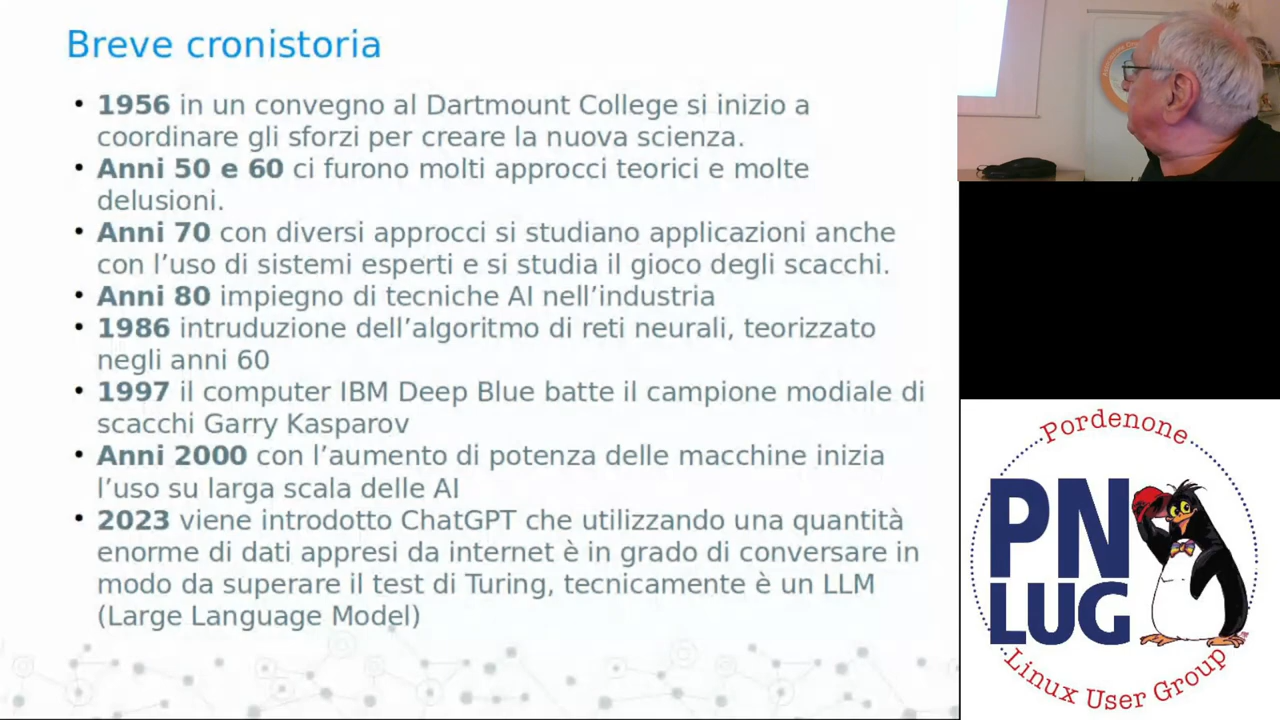 Breve cronistoria
• 1956 in un convegno al Dartmount College si inizio a
coordinare gli sforzi per creare la nuova scienza.
• Anni 50 e 60 ci furono molti approcci teorici e molte
delusioni.
• Anni 70 con diversi approcci si studiano applicazioni anche
con l'uso di sistemi esperti e si studia il gioco degli scacchi.
• Anni 80 impiegno di tecniche AI nell'industria
• 1986 intruduzione dell'algoritmo di reti neurali, teorizzato
negli anni 60
• 1997 il computer IBM Deep Blue batte il campione modiale di
scacchi Garry Kasparov
• Anni 2000 con l'aumento di potenza delle macchine inizia
l'uso su larga scala delle AI
• 2023 viene introdotto ChatGPT che utilizzando una quantità
enorme di dati appresi da internet è in grado di conversare in
modo da superare il test di Turing, tecnicamente è un LLM
(Large Language Model)
Pordenone
PN
LUG
Linux User Group